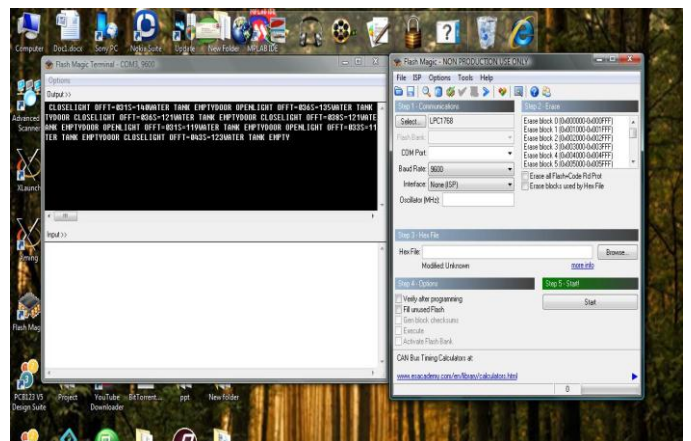 Computer
Doc1.docx
Sony PC
Nokia Suite
Update
New Folder
MPLAB IDE
Flash Magic Terminal - COM3, 9600
Options
Output >>
CLOSELIGHT OFFT=031S=140WATER TANK EMPTYDOOR OPENLIGHT OFFT=036S=135WATER TANK EMP
TYDOOR CLOSELIGHT OFFT=036S=121WATER TANK EMPTYDOOR CLOSELIGHT OFFT=038S=121WATE
ANK EMPTYDOOR OPENLIGHT OFFT=031S=119WATER TANK EMPTYDOOR OPENLIGHT OFFT=033S=11
TER TANK EMPTYDOOR CLOSELIGHT OFF=043S=123WATER TANK EMPTY
Input >>
Advanced
Scanner
XLaunch
Flash Mag
PCB123 V5
Design Suite
Project
YouTube
Downloader
BitTorrent...
ppt
New folder
Flash Magic - NON PRODUCTION USE ONLY
File ISP Options Tools Help
Step 1 - Communications
Select... LPC1768
Flash Bank:
COM Port:
Baud Rate: 9600
Interface: None (ISP)
Oscillator (MHz):
Step 2 - Erase
Erase block 0 (0x000000-0x000FFF)
Erase block 1 (0x001000-0x001FFF)
Erase block 2 (0x002000-0x002FFF)
Erase block 3 (0x003000-0x003FFF)
Erase block 4 (0x004000-0x004FFF)
Erase block 5 (0x005000-0x005FFF)
Erase all Flash+Code Rd Prot
Erase blocks used by Hex File
Step 3 - Hex File
Hex File:
Browse...
Modified: Unknown
more info
Step 4 - Options
Verify after programming
Fill unused Flash
Gen block checksums
Execute
Activate Flash Bank
Step 5 - Start!
Start
CAN Bus Timing Calculators at:
www.esacademy.com/en/library/calculators.html
0